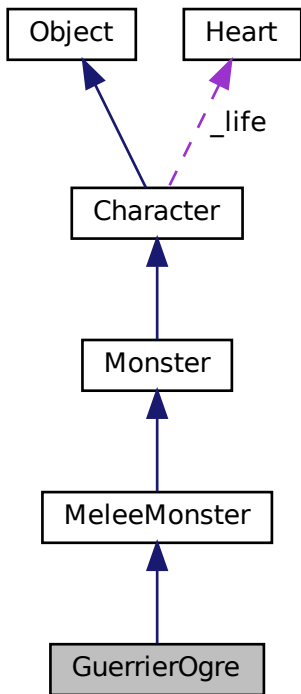 Object
Heart
_life
Character
Monster
MeleeMonster
GuerrierOgre